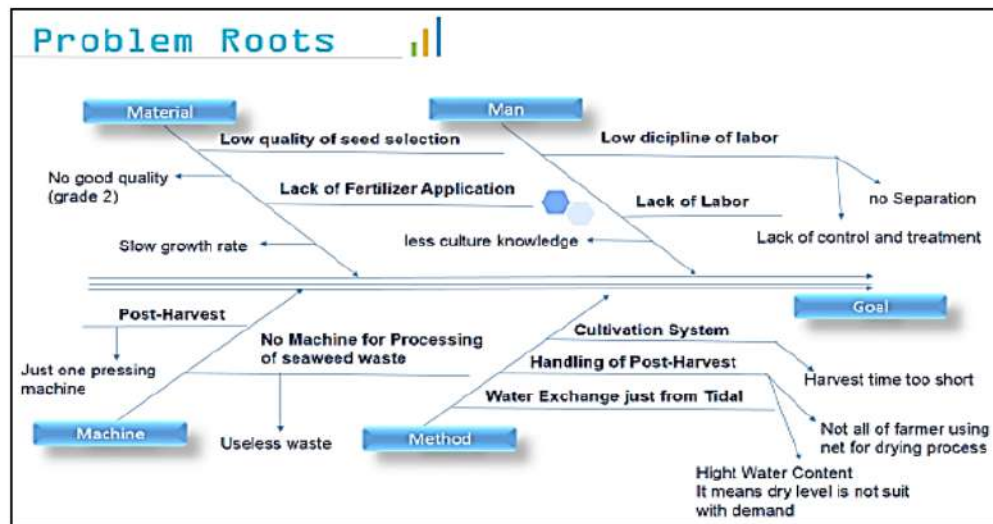 Problem Roots
Material
Man
Low quality of seed selection
Low dicipline of labor
No good quality
(grade 2)
Lack of Fertilizer Application
Lack of Labor
no Separation
Slow growth rate
less culture knowledge
Lack of control and treatment
Goal
Post-Harvest
No Machine for Processing
of seaweed waste
Cultivation System
Handling of Post-Harvest
Just one pressing
machine
Harvest time too short
Water Exchange just from Tidal
Machine
Useless waste
Method
Not all of farmer using
net for drying process
Hight Water Content
It means dry level is not suit
with demand